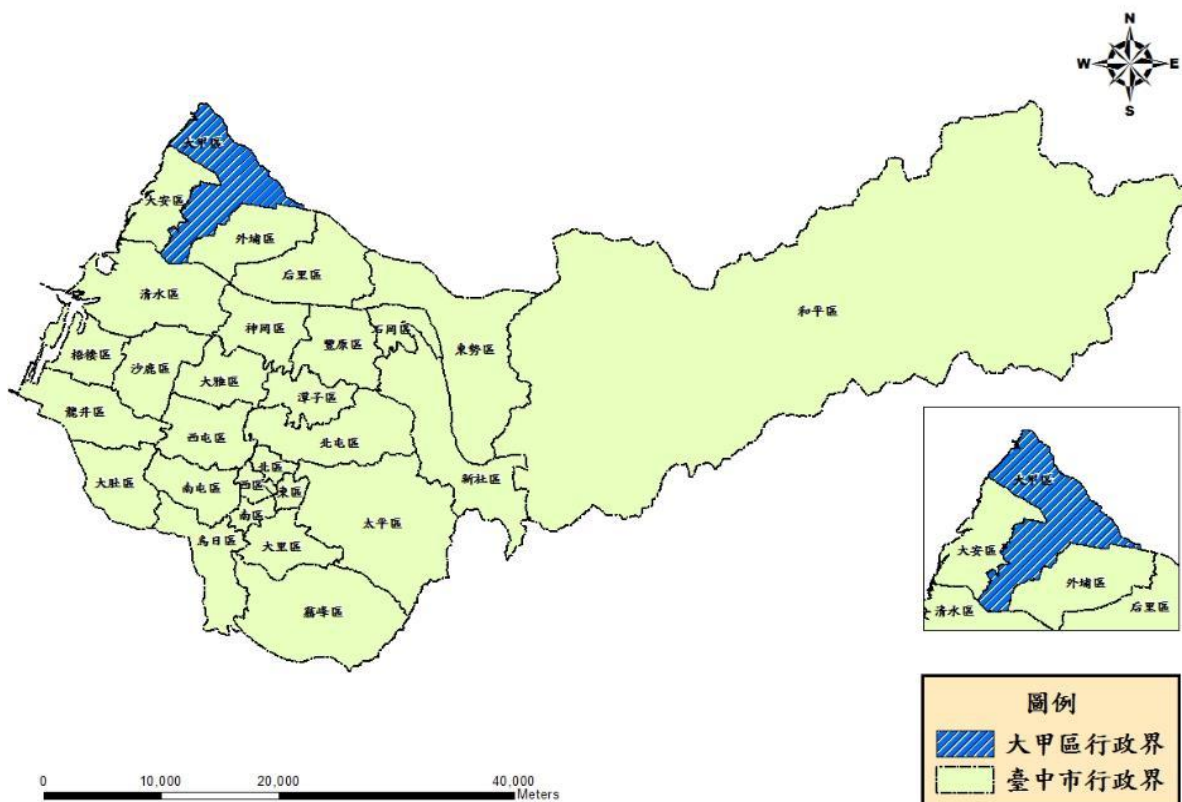 N
W E
S
大甲區
大安區
外埔區
后里區
清水區
和平區
神岡區
豐原區
石岡區
東勢區
梧棲區
沙鹿區
大雅區
潭子區
龍井區
西屯區
北屯區
北區
大肚區
南屯區
西區
東區
新社區
南區
太平區
烏日區
大里區
霧峰區
大甲區
大安區
外埔區
清水區
后里區
圖例
大甲區行政界
臺中市行政界
0 10,000 20,000 40,000
Meters